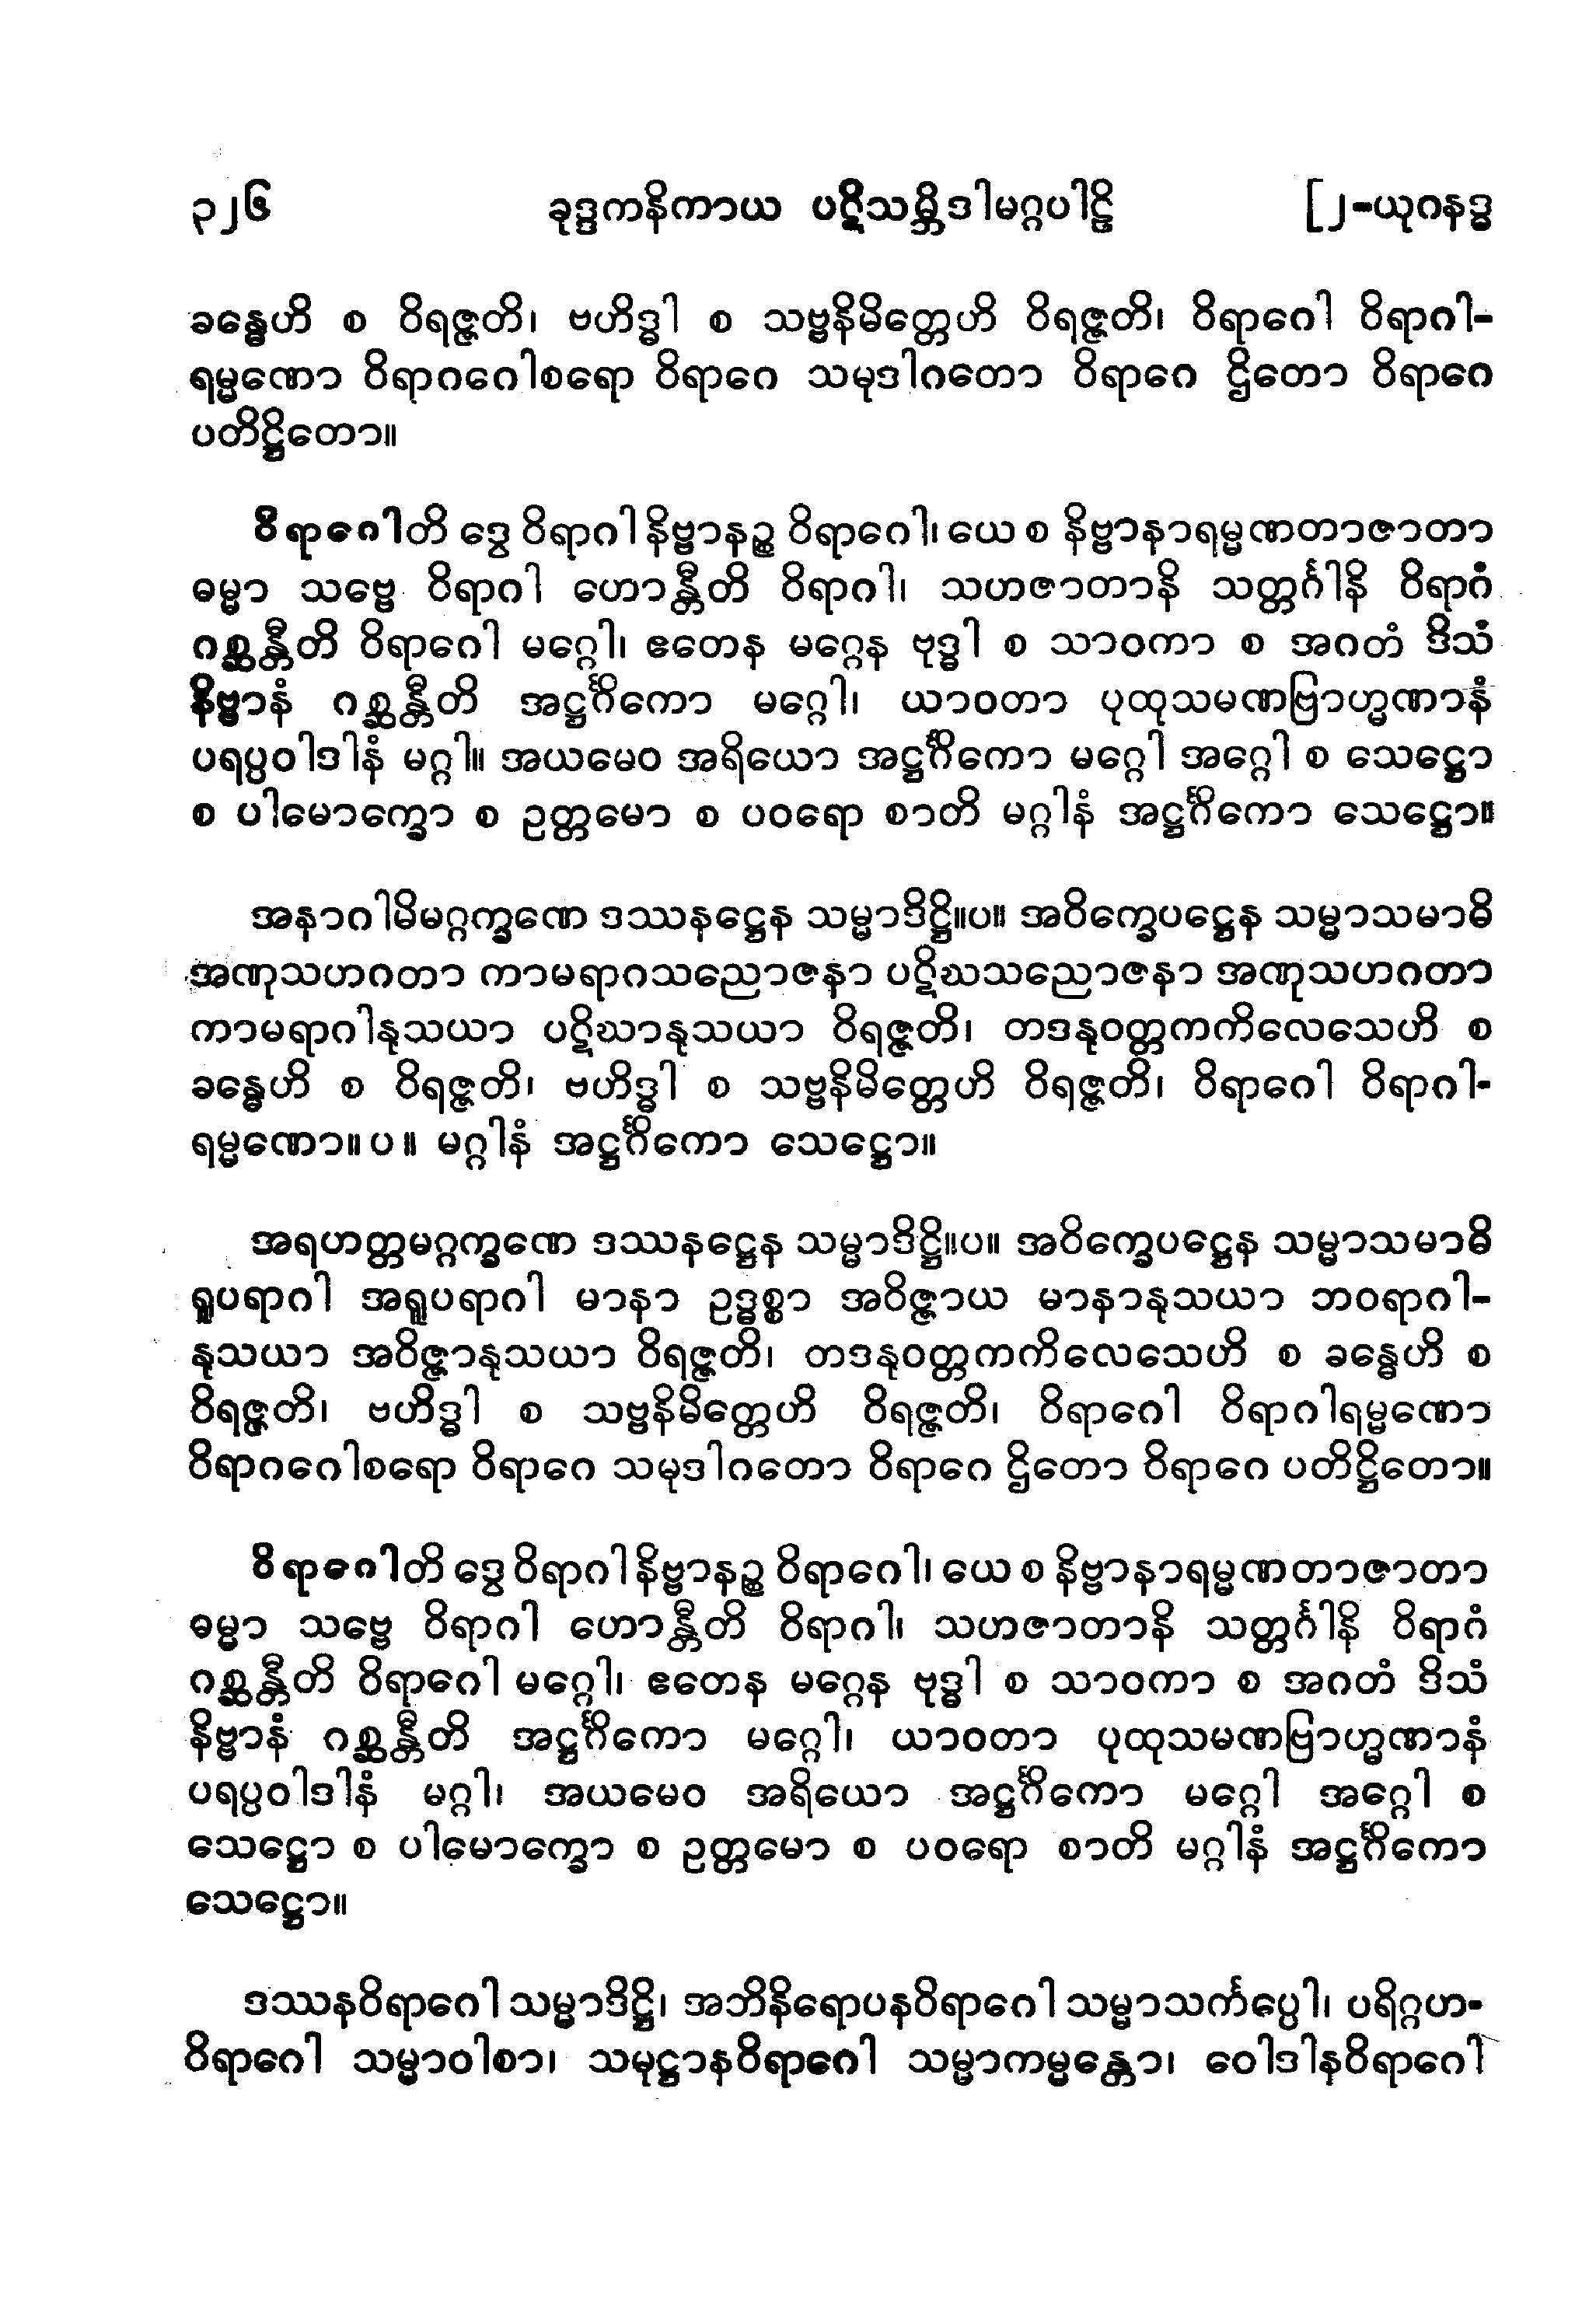 ၃၂၆ ခုဒ္ဒကနိကာယ ပဋိသမ္ဘိဒါမဂ္ဂပါဠိ [၂-ယုဂနဒ္ဓ
ခန္ဓေဟိ စ ဝိရဇ္ဇတိ၊ ဗဟိဒ္ဓါ စ သဗ္ဗနိမိတ္တေဟိ ဝိရဇ္ဇတိ၊ ဝိရာဂေါ ဝိရာဂါ-
ရမ္မဏော ဝိရာဂဂေါစရော ဝိရာဂေ သမုဒါဂတော ဝိရာဂေ ဌိတော ဝိရာဂေ
ပတိဋ္ဌိတော။
ဝိရာဂေါတိ ဒွေ ဝိရာဂါ နိဗ္ဗာနဉ္စ ဝိရာဂေါ၊ ယေ စ နိဗ္ဗာနာရမ္မဏတာဇာတာ
ဓမ္မာ သဗ္ဗေ ဝိရာဂါ ဟောန္တီတိ ဝိရာဂါ၊ သဟဇာတာနိ သတ္တင်္ဂါနိ ဝိရာဂံ
ဂစ္ဆန္တီတိ ဝိရာဂေါ မဂ္ဂေါ၊ ဧတေန မဂ္ဂေန ဗုဒ္ဓါ စ သာဝကာ စ အဂတံ ဒိသံ
နိဗ္ဗာနံ ဂစ္ဆန္တီတိ အဋ္ဌင်္ဂိကော မဂ္ဂေါ၊ ယာဝတာ ပုထုသမဏဗြာဟ္မဏာနံ
ပရပ္ပဝါဒါနံ မဂ္ဂါ။ အယမေဝ အရိယော အဋ္ဌင်္ဂိကော မဂ္ဂေါ အဂ္ဂေါ စ သေဋ္ဌော
စ ပါမောက္ခော စ ဥတ္တမော စ ပဝရော စာတိ မဂ္ဂါနံ အဋ္ဌင်္ဂိကော သေဋ္ဌော။
အနာဂါမိမဂ္ဂက္ခဏေ ဒဿနဋ္ဌေန သမ္မာဒိဋ္ဌိ။ပ။ အဝိက္ခေပဋ္ဌေန သမ္မာသမာဓိ
အဏုသဟဂတာ ကာမရာဂသညောဇနာ ပဋိဃသညောဇနာ အဏုသဟဂတာ
ကာမရာဂါနုသယာ ပဋိဃာနုသယာ ဝိရဇ္ဇတိ၊ တဒနုဝတ္တကကိလေသေဟိ စ
ခန္ဓေဟိ စ ဝိရဇ္ဇတိ၊ ဗဟိဒ္ဓါ စ သဗ္ဗနိမိတ္တေဟိ ဝိရဇ္ဇတိ၊ ဝိရာဂေါ ဝိရာဂါ-
ရမ္မဏော။ ပ ။ မဂ္ဂါနံ အဋ္ဌင်္ဂိကော သေဋ္ဌော။
အရဟတ္တမဂ္ဂက္ခဏေ ဒဿနဋ္ဌေန သမ္မာဒိဋ္ဌိ။ပ။ အဝိက္ခေပဋ္ဌေန သမ္မာသမာဓိ
ရူပရာဂါ အရူပရာဂါ မာနာ ဥဒ္ဓစ္စာ အဝိဇ္ဇာယ မာနာနုသယာ ဘဝရာဂါ-
နုသယာ အဝိဇ္ဇာနုသယာ ဝိရဇ္ဇတိ၊ တဒနုဝတ္တကကိလေသေဟိ စ ခန္ဓေဟိ စ
ဝိရဇ္ဇတိ၊ ဗဟိဒ္ဓါ စ သဗ္ဗနိမိတ္တေဟိ ဝိရဇ္ဇတိ၊ ဝိရာဂေါ ဝိရာဂါရမ္မဏော
ဝိရာဂဂေါစရော ဝိရာဂေ သမုဒါဂတော ဝိရာဂေ ဌိတော ဝိရာဂေ ပတိဋ္ဌိတော။
ဝိရာဂေါတိ ဒွေ ဝိရာဂါ နိဗ္ဗာနဉ္စ ဝိရာဂေါ၊ ယေ စ နိဗ္ဗာနာရမ္မဏတာဇာတာ
ဓမ္မာ သဗ္ဗေ ဝိရာဂါ ဟောန္တီတိ ဝိရာဂါ၊ သဟဇာတာနိ သတ္တင်္ဂါနိ ဝိရာဂံ
ဂစ္ဆန္တီတိ ဝိရာဂေါ မဂ္ဂေါ၊ ဧတေန မဂ္ဂေန ဗုဒ္ဓါ စ သာဝကာ စ အဂတံ ဒိသံ
နိဗ္ဗာနံ ဂစ္ဆန္တီတိ အဋ္ဌင်္ဂိကော မဂ္ဂေါ၊ ယာဝတာ ပုထုသမဏဗြာဟ္မဏာနံ
ပရပ္ပဝါဒါနံ မဂ္ဂါ၊ အယမေဝ အရိယော အဋ္ဌင်္ဂိကော မဂ္ဂေါ အဂ္ဂေါ စ
သေဋ္ဌော စ ပါမောက္ခော စ ဥတ္တမော စ ပဝရော စာတိ မဂ္ဂါနံ အဋ္ဌင်္ဂိကော
သေဋ္ဌော။
ဒဿနဝိရာဂေါ သမ္မာဒိဋ္ဌိ၊ အဘိနိရောပနဝိရာဂေါ သမ္မာသင်္ကပ္ပေါ၊ ပရိဂ္ဂဟ-
ဝိရာဂေါ သမ္မာဝါစာ၊ သမုဋ္ဌာနဝိရာဂေါ သမ္မာကမ္မန္တော၊ ဝေါဒါနဝိရာဂေါ